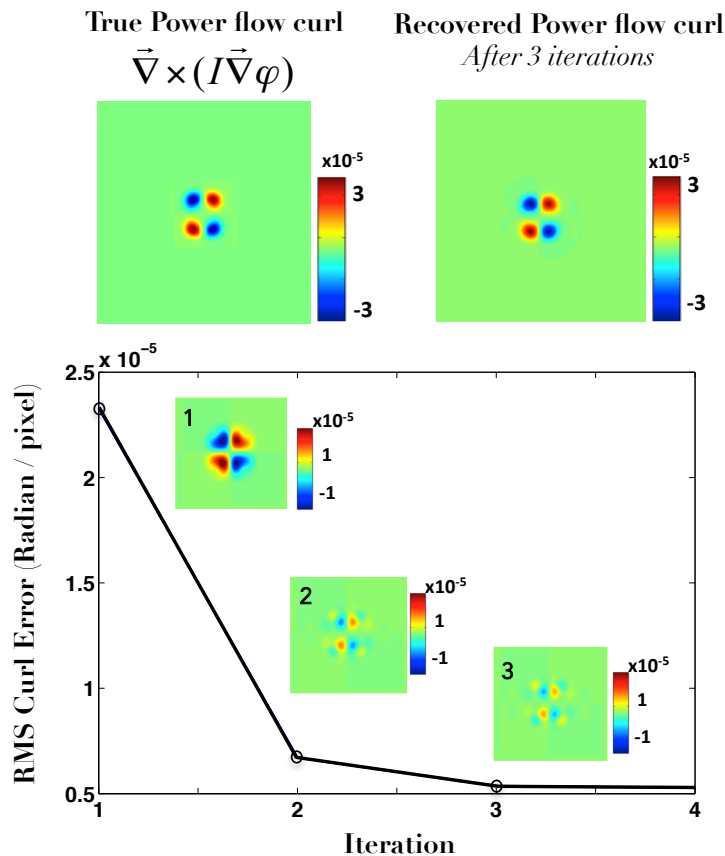 True Power flow curl
∇⃗ × (I∇⃗φ)
x10⁻⁵
3
-3
Recovered Power flow curl
After 3 iterations
x10⁻⁵
3
-3
x 10⁻⁵
2.5
2
1.5
1
0.5
RMS Curl Error (Radian / pixel)
1
x10⁻⁵
1
-1
2
x10⁻⁵
1
-1
3
x10⁻⁵
1
-1
1 2 3 4
Iteration